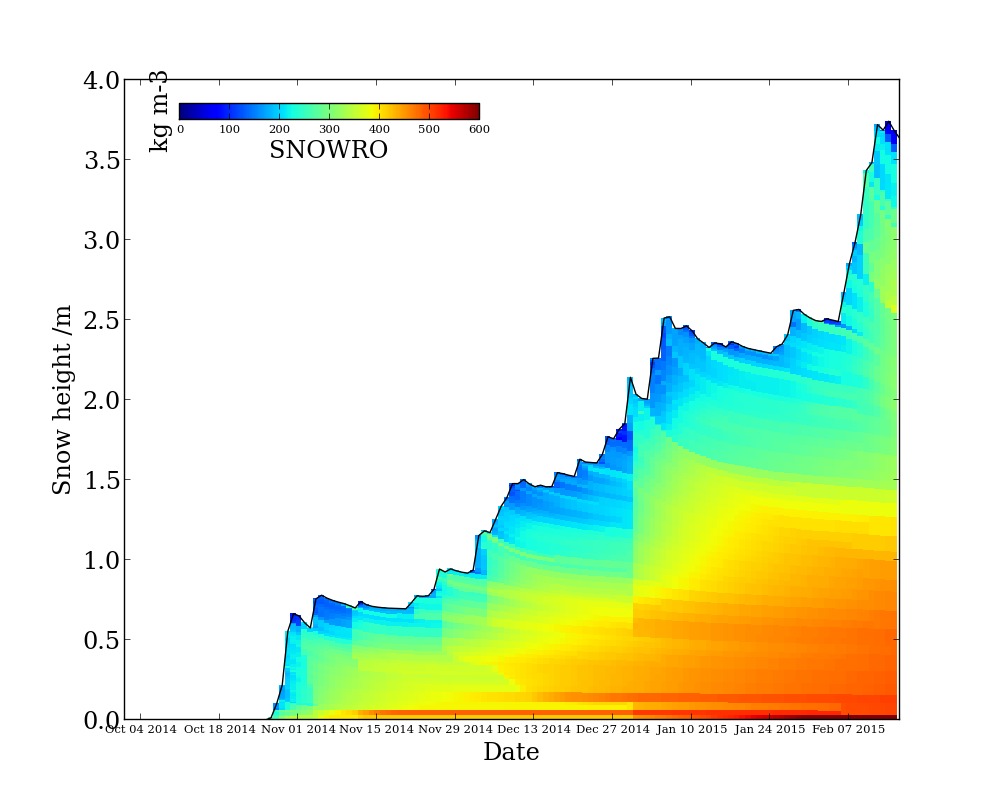 4.0
kg m-3
0 100 200 300 400 500 600
SNOWRO
3.5
3.0
2.5
Snow height /m
2.0
1.5
1.0
0.5
0.0
Oct 04 2014 Oct 18 2014 Nov 01 2014 Nov 15 2014 Nov 29 2014 Dec 13 2014 Dec 27 2014 Jan 10 2015 Jan 24 2015 Feb 07 2015
Date